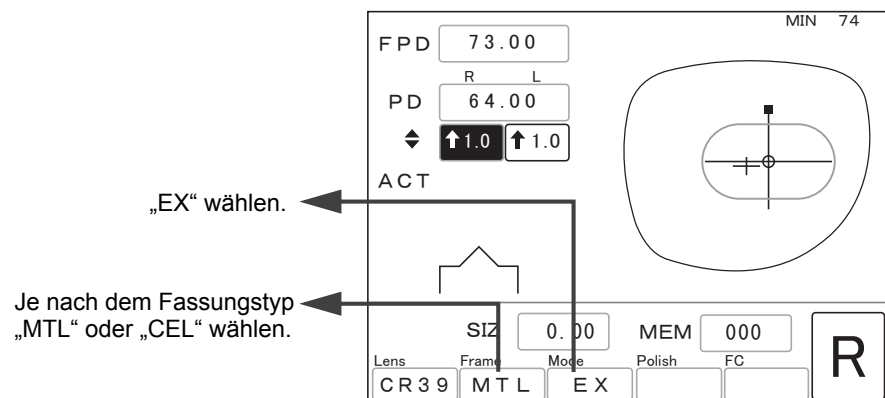 MIN 74
FPD 73.00
R L
PD 64.00
1.0 1.0
ACT
„EX“ wählen.
Je nach dem Fassungstyp
„MTL“ oder „CEL“ wählen.
SIZ 0.00 MEM 000
Lens Frame Mode Polish FC
CR39 MTL EX
R